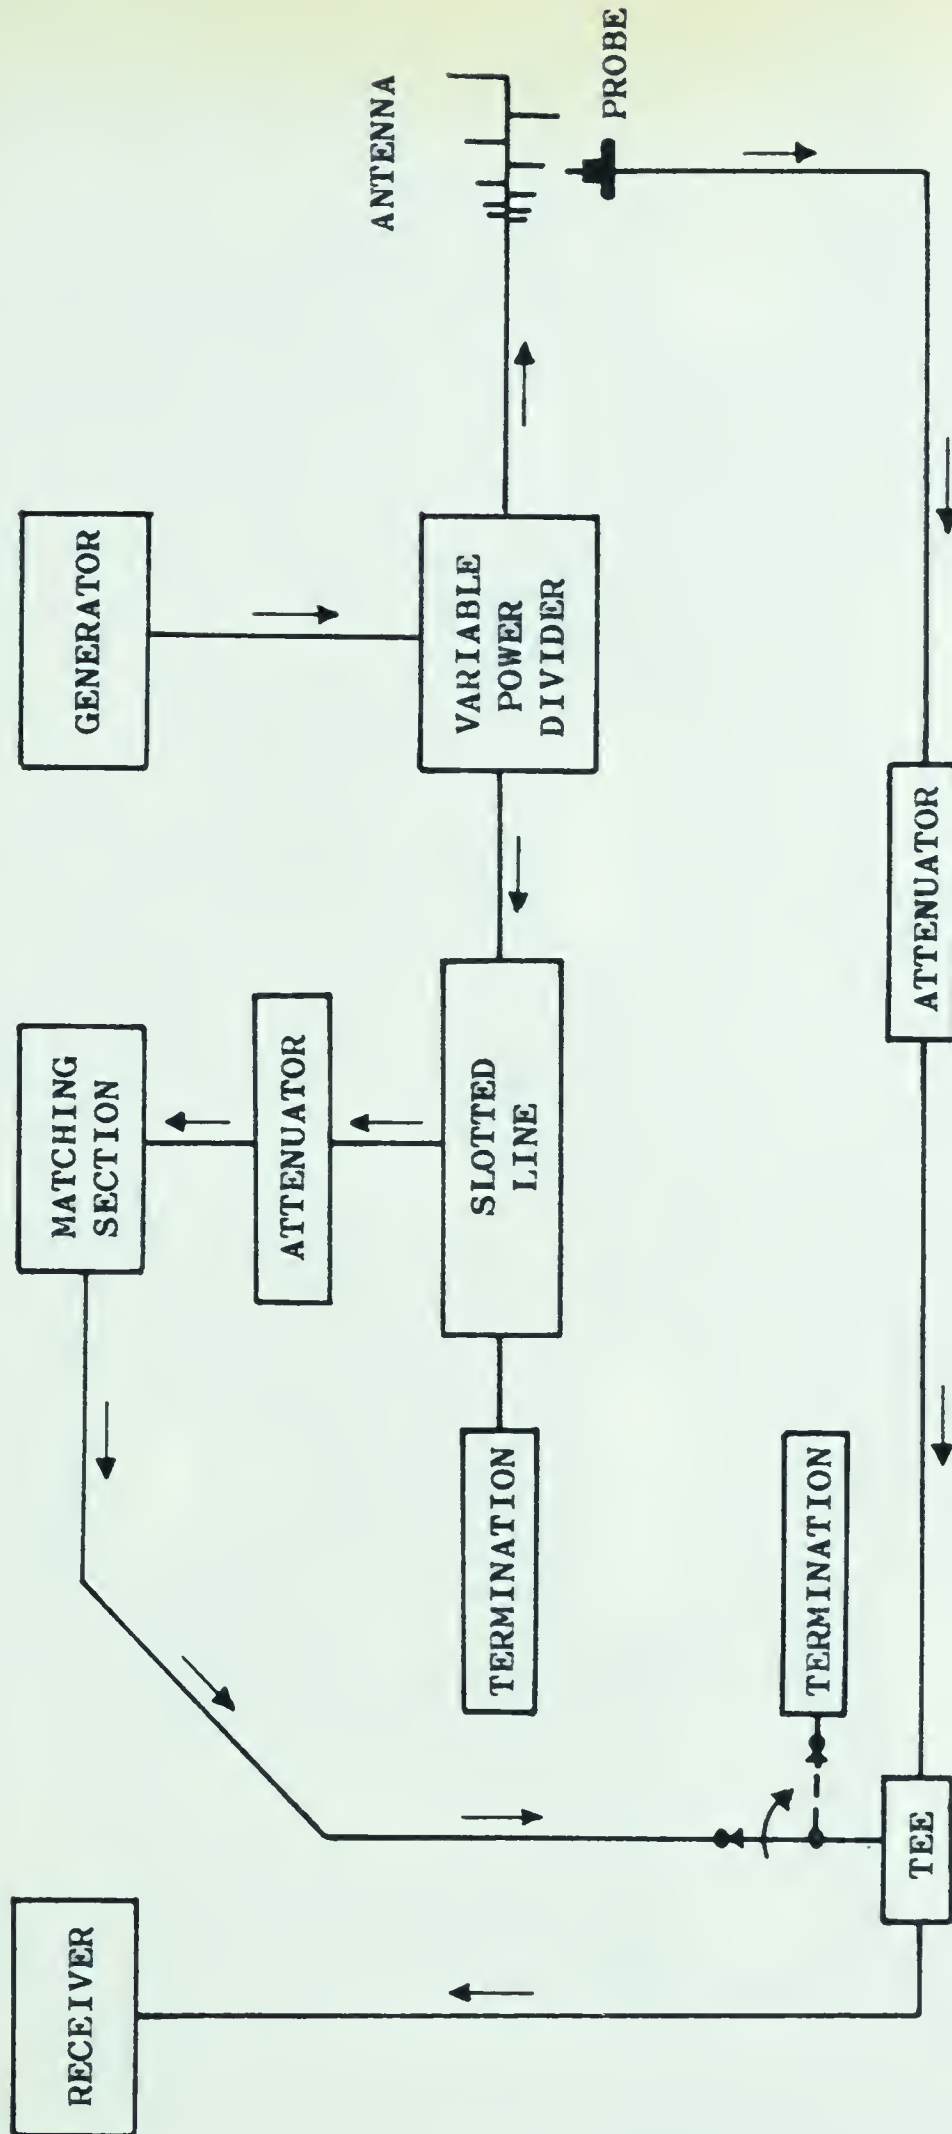 RECEIVER
MATCHING
SECTION
GENERATOR
ATTENUATOR
ANTENNA
TERMINATION
SLOTTED
LINE
VARIABLE
POWER
DIVIDER
PROBE
TERMINATION
TEE
ATTENUATOR